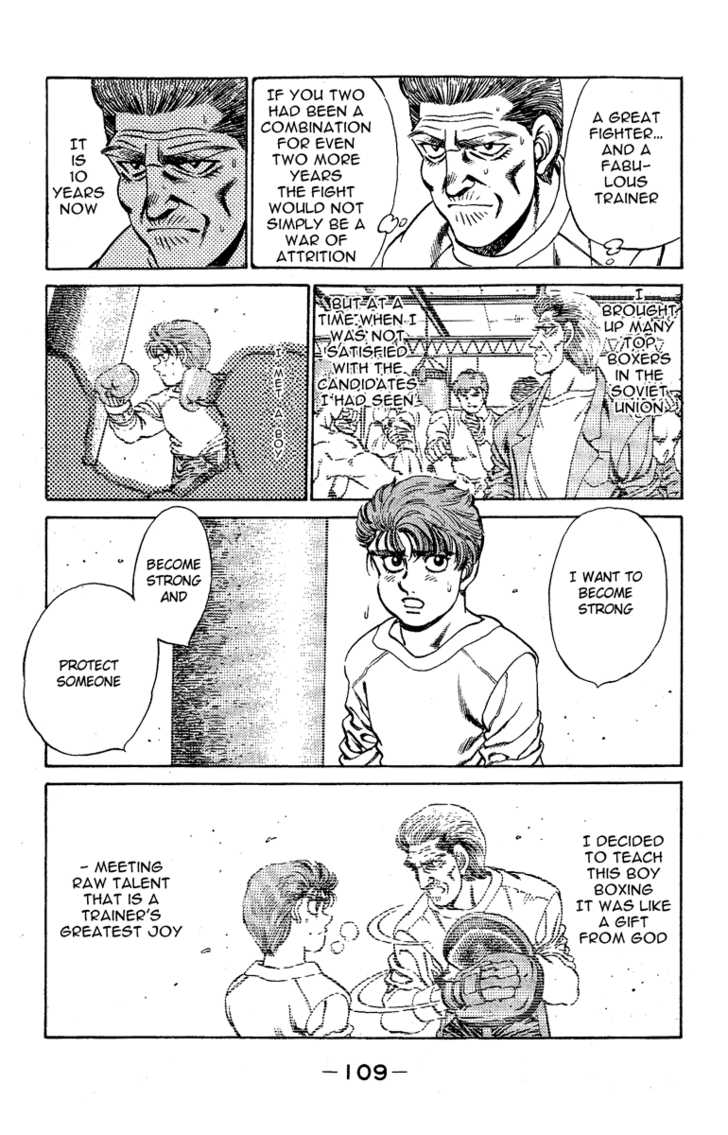 A GREAT
FIGHTER...
AND A
FABU-
LOUS
TRAINER
IF YOU TWO
HAD BEEN A
COMBINATION
FOR EVEN
TWO MORE
YEARS
THE FIGHT
WOULD NOT
SIMPLY BE A
WAR OF
ATTRITION
IT
IS
10
YEARS
NOW
I
BROUGHT
UP MANY
TOP
BOXERS
IN THE
SOVIET
UNION
BUT AT A
TIME WHEN I
WAS NOT
SATISFIED
WITH THE
CANDIDATES
I HAD SEEN
I MET A BOY
I WANT TO
BECOME
STRONG
BECOME
STRONG
AND
PROTECT
SOMEONE
I DECIDED
TO TEACH
THIS BOY
BOXING
IT WAS LIKE
A GIFT
FROM GOD
- MEETING
RAW TALENT
THAT IS A
TRAINER'S
GREATEST JOY
-109-